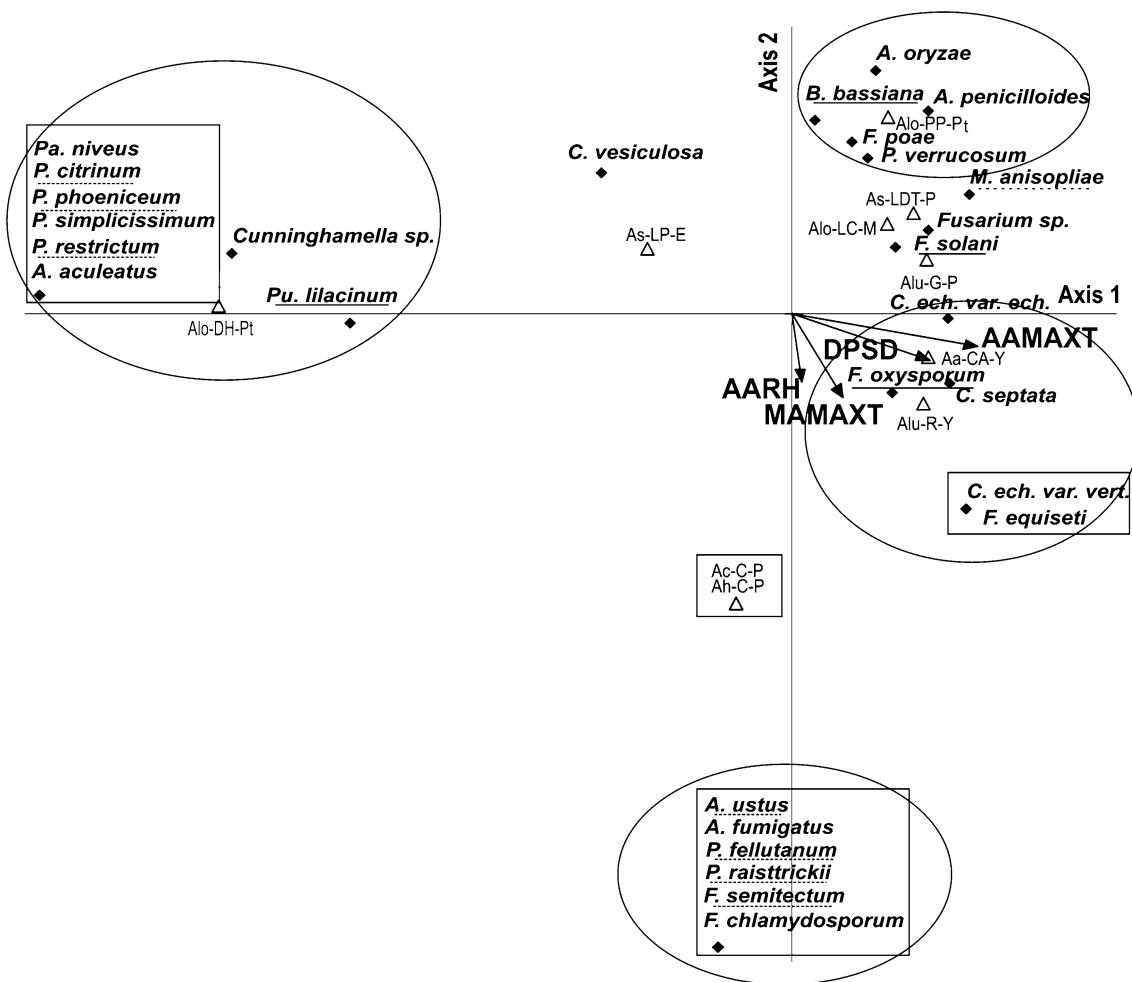 Axis 2
A. oryzae
B. bassiana
A. penicilloides
Alo-PP-Pt
F. poae
P. verrucosum
M. anisopliae
As-LDT-P
Alo-LC-M
Fusarium sp.
F. solani
Alu-G-P
C. vesiculosa
As-LP-E
Pa. niveus
P. citrinum
P. phoeniceum
P. simplicissimum
P. restrictum
A. aculeatus
Cunninghamella sp.
Pu. lilacinum
Alo-DH-Pt
C. ech. var. ech.
Axis 1
AAMAXT
DPSD
Aa-CA-Y
AARH
F. oxysporum
MAMAXT
C. septata
Alu-R-Y
C. ech. var. vert.
F. equiseti
Ac-C-P
Ah-C-P
A. ustus
A. fumigatus
P. fellutanum
P. raisttrickii
F. semitectum
F. chlamydosporum